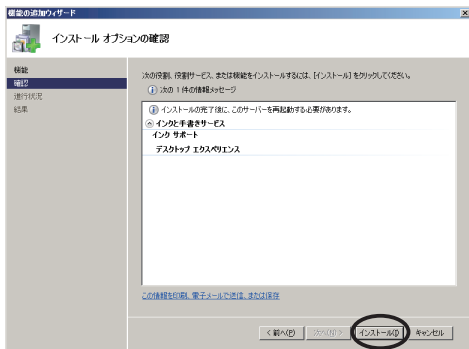 機能の追加ウィザード
インストール オプションの確認
機能
確認
進行状況
結果
次の役割、役割サービス、または機能をインストールするには、[インストール] をクリックしてください。
次の 1 件の情報メッセージ
インストールの完了後に、このサーバーを再起動する必要があります。
インクと手書きサービス
インク サポート
デスクトップ エクスペリエンス
この情報を印刷、電子メールで送信、または保存
< 前へ(P)
次へ(N) >
インストール(I)
キャンセル